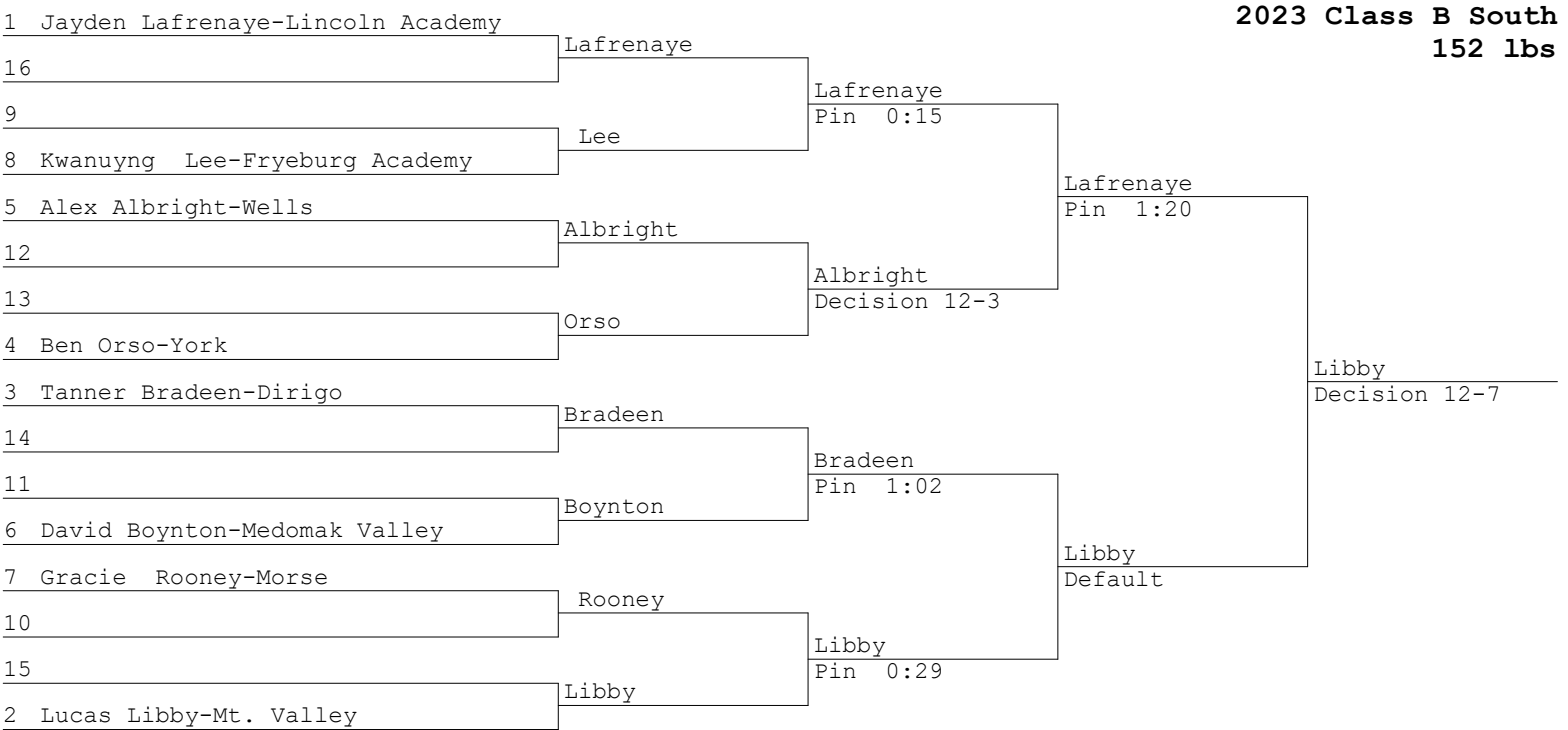 2023 Class B South
152 lbs
1 Jayden Lafrenaye-Lincoln Academy
Lafrenaye
16
Lafrenaye
Pin 0:15
9
Lee
8 Kwanuyng Lee-Fryeburg Academy
Lafrenaye
Pin 1:20
5 Alex Albright-Wells
Albright
12
Albright
Decision 12-3
13
Orso
4 Ben Orso-York
Libby
Decision 12-7
3 Tanner Bradeen-Dirigo
Bradeen
14
Bradeen
Pin 1:02
11
Boynton
6 David Boynton-Medomak Valley
Libby
Default
7 Gracie Rooney-Morse
Rooney
10
Libby
Pin 0:29
15
Libby
2 Lucas Libby-Mt. Valley